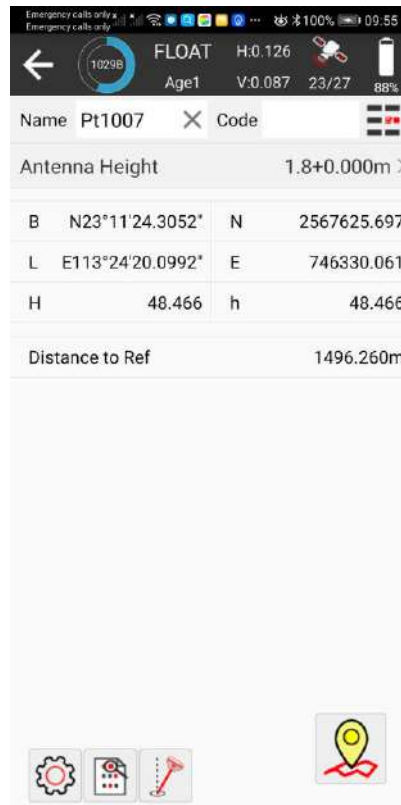 Emergency calls only x 100% 09:55
Emergency calls only
10298 FLOAT H:0.126
Age1 V:0.087 23/27 88%
Name Pt1007 Code
Antenna Height 1.8+0.000m
B N23°11'24.3052" N 2567625.697
L E113°24'20.0992" E 746330.061
H 48.466 h 48.466
Distance to Ref 1496.260m